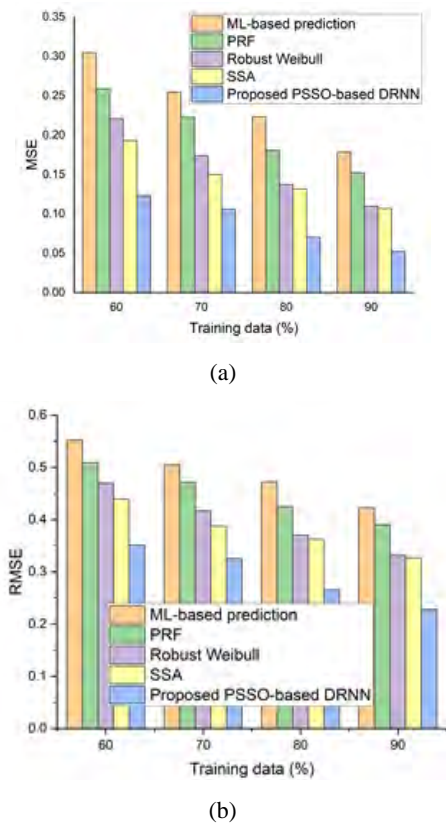 0.35
0.30
0.25
0.20
0.15
0.10
0.05
0.00
MSE
ML-based prediction
PRF
Robust Weibull
SSA
Proposed PSSO-based DRNN
60 70 80 90
Training data (%)
(a)
0.6
0.5
0.4
0.3
0.2
0.1
0.0
RMSE
ML-based prediction
PRF
Robust Weibull
SSA
Proposed PSSO-based DRNN
60 70 80 90
Training data (%)
(b)